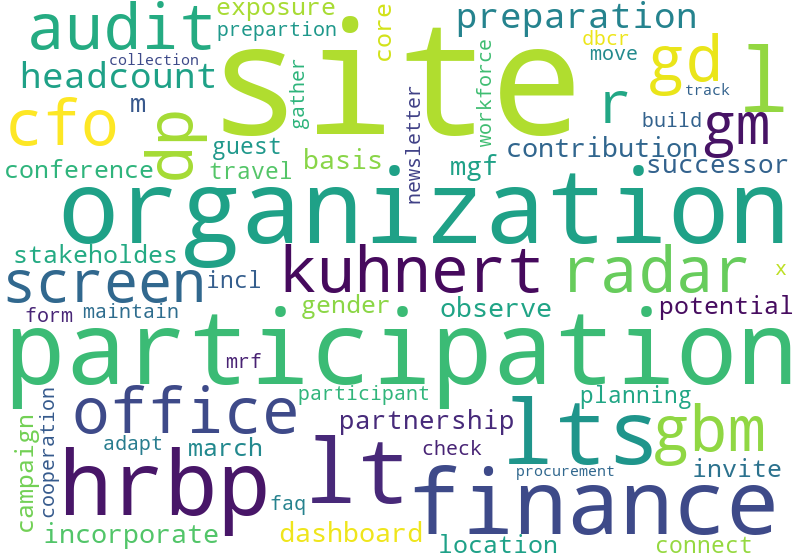 audit
exposure
prepartion
collection
site
core
preparation
dbcr
move
gd
track
l
headcount
m
gather
workforce
r
build
gm
cfo
dp
guest
travel
basis
newsletter
mgf
contribution
successor
conference
organization
stakeholdes
screen
incl
kuhnert
radar
x
form
maintain
gender
observe
potential
participation
mrf
participant
office
partnership
planning
lts
gbm
campaign
cooperation
adapt
march
hrbp
lt
check
invite
faq
finance
procurement
incorporate
dashboard
location
connect